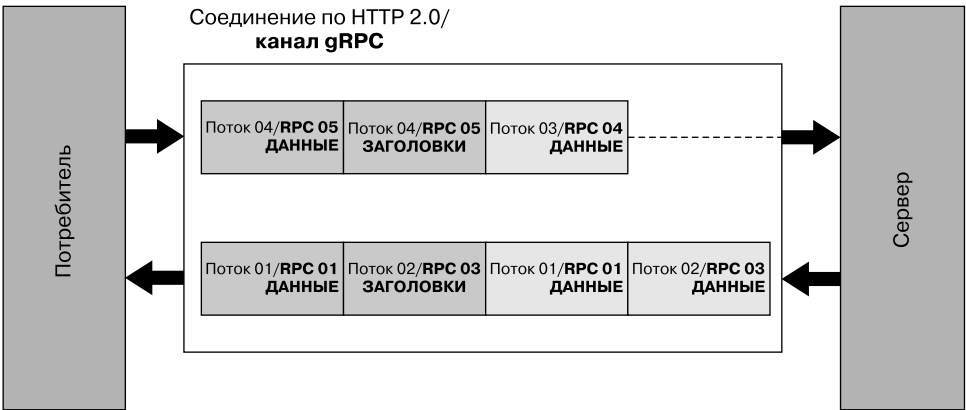 Соединение по HTTP 2.0/
канал gRPC
Потребитель
Поток 04/RPC 05
ДАННЫЕ
Поток 04/RPC 05
ЗАГОЛОВКИ
Поток 03/RPC 04
ДАННЫЕ
Поток 01/RPC 01
ДАННЫЕ
Поток 02/RPC 03
ЗАГОЛОВКИ
Поток 01/RPC 01
ДАННЫЕ
Поток 02/RPC 03
ДАННЫЕ
Сервер